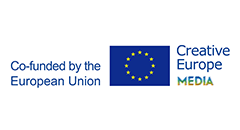 Co-funded by the
European Union
Creative
Europe
MEDIA